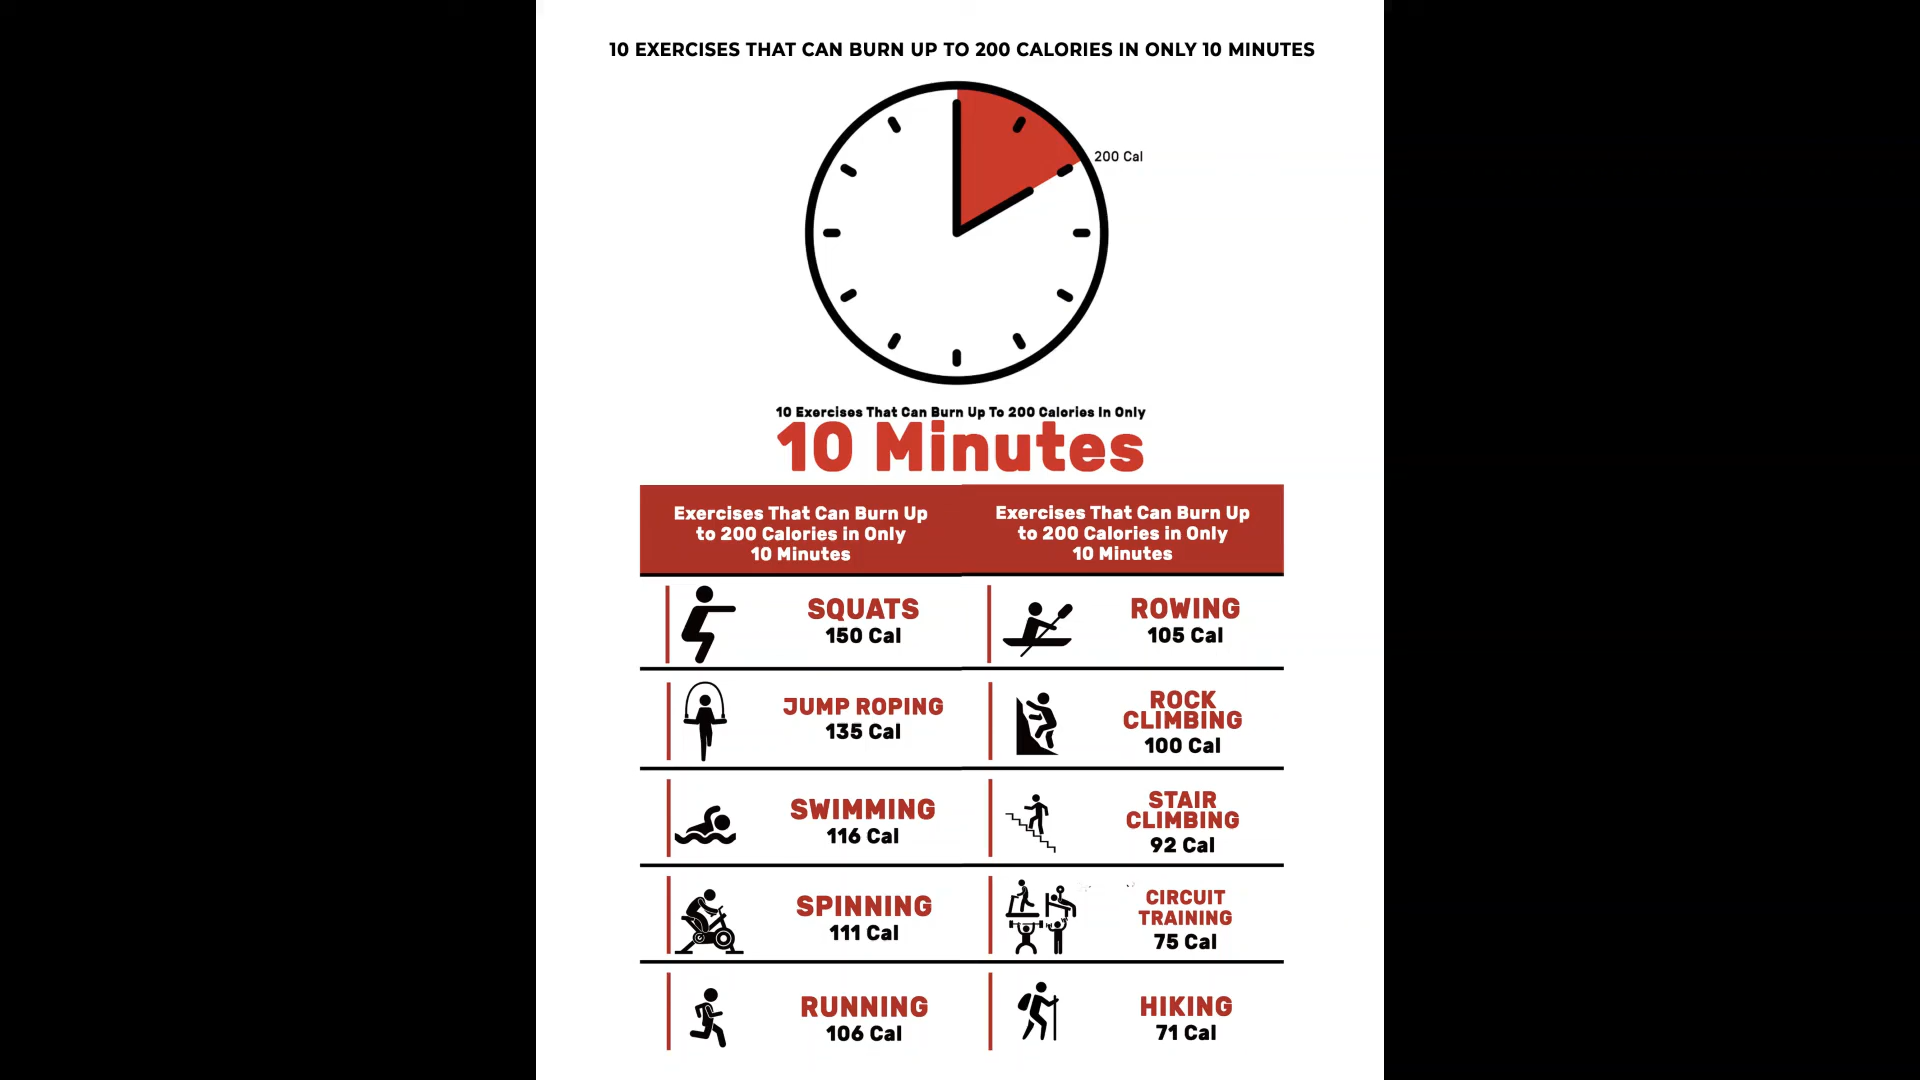 10 EXERCISES THAT CAN BURN UP TO 200 CALORIES IN ONLY 10 MINUTES
200 Cal
10 Exercises That Can Burn Up To 200 Calories In Only
10 Minutes
Exercises That Can Burn Up
to 200 Calories in Only
10 Minutes
Exercises That Can Burn Up
to 200 Calories in Only
10 Minutes
SQUATS
150 Cal
ROWING
105 Cal
JUMP ROPING
135 Cal
ROCK
CLIMBING
100 Cal
SWIMMING
116 Cal
STAIR
CLIMBING
92 Cal
SPINNING
111 Cal
CIRCUIT
TRAINING
75 Cal
RUNNING
106 Cal
HIKING
71 Cal